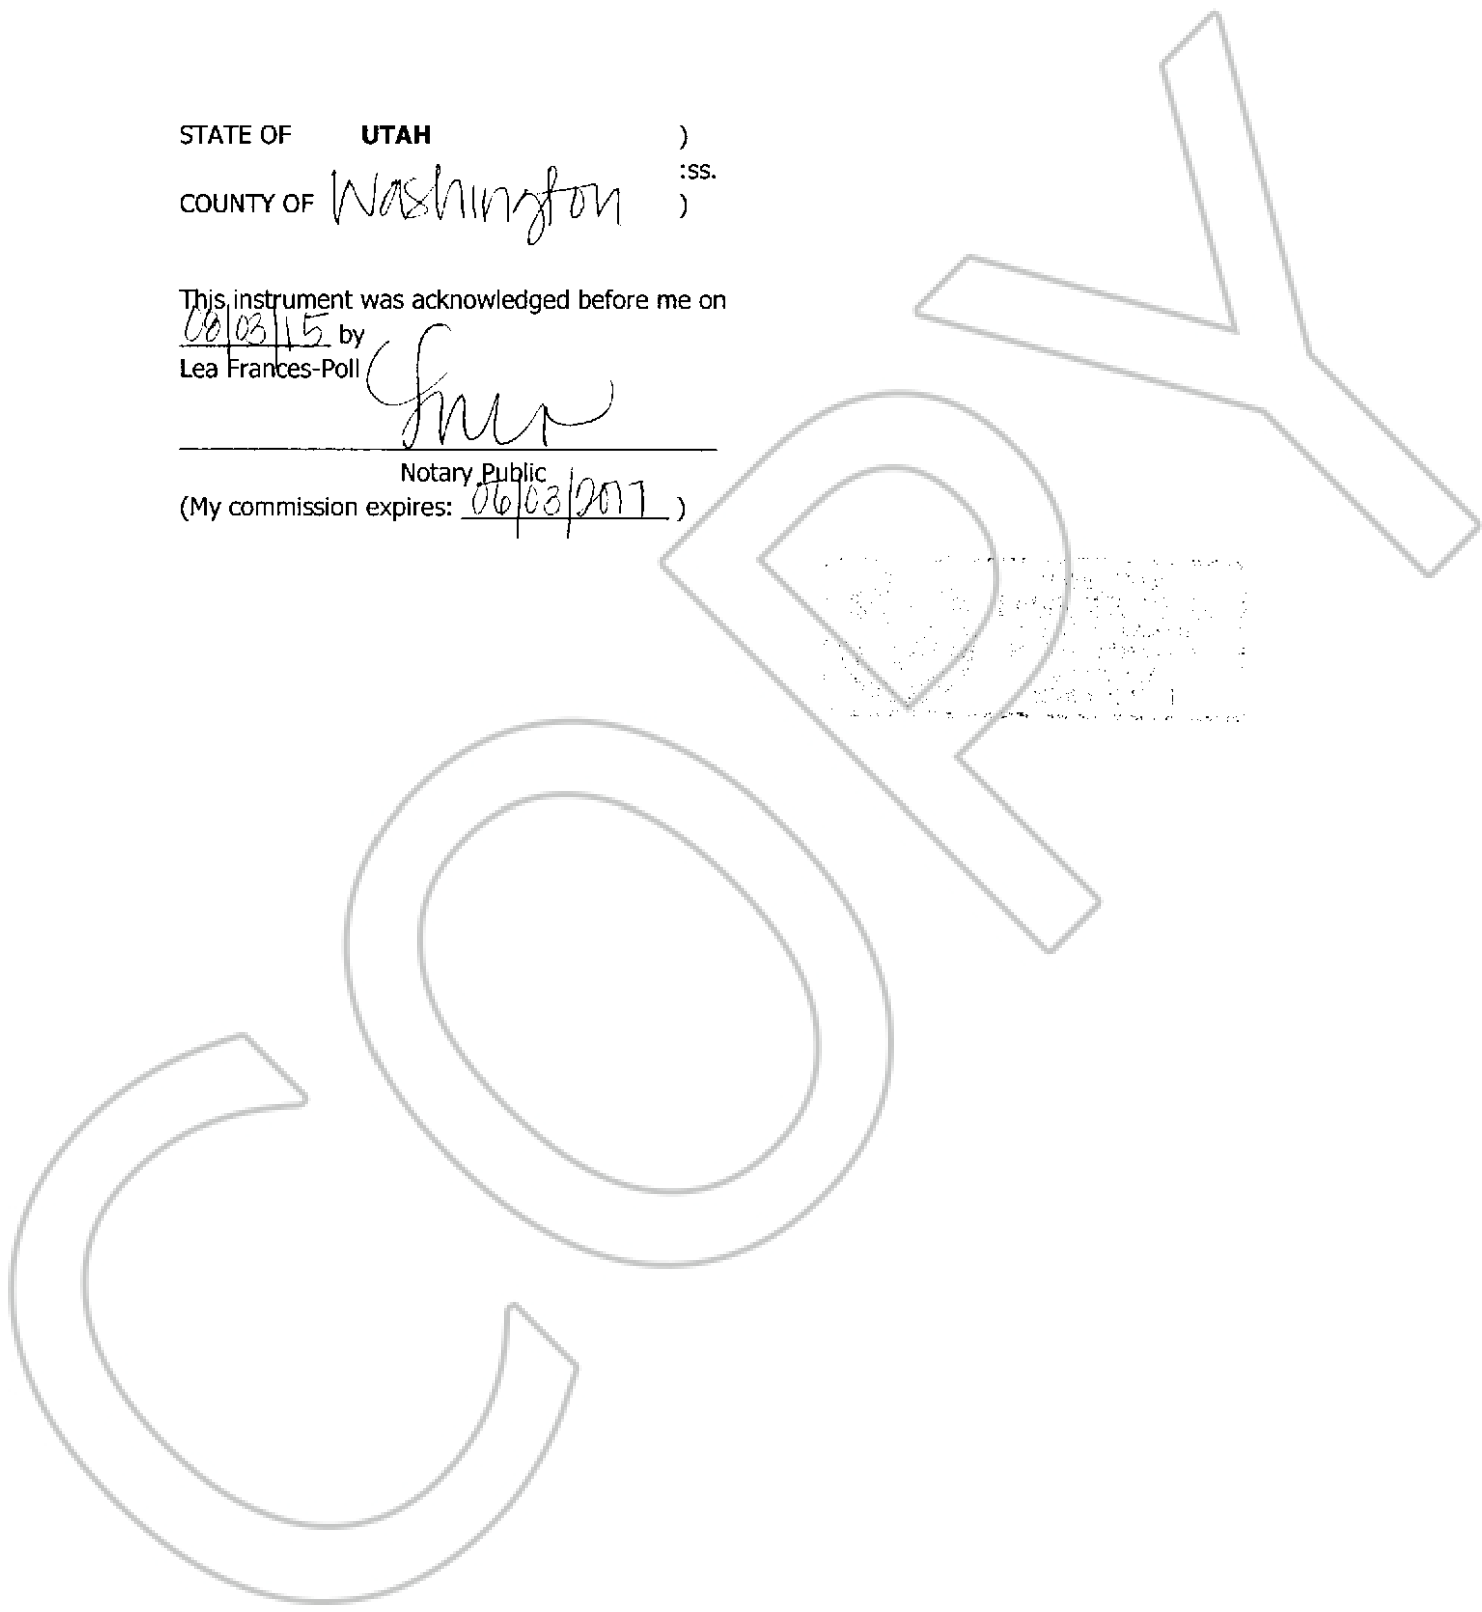 STATE OF UTAH )
:ss.
COUNTY OF Washington )
This instrument was acknowledged before me on
08/03/15 by
Lea Frances-Poll
Notary Public
(My commission expires: 06/03/2017 )
COPY